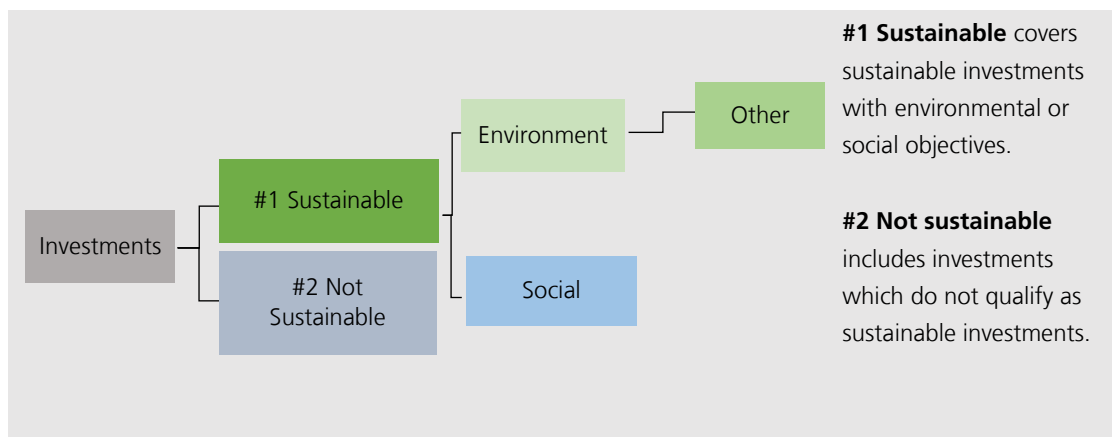 Investments
#1 Sustainable
#2 Not
Sustainable
Environment
Social
Other
#1 Sustainable covers
sustainable investments
with environmental or
social objectives.
#2 Not sustainable
includes investments
which do not qualify as
sustainable investments.